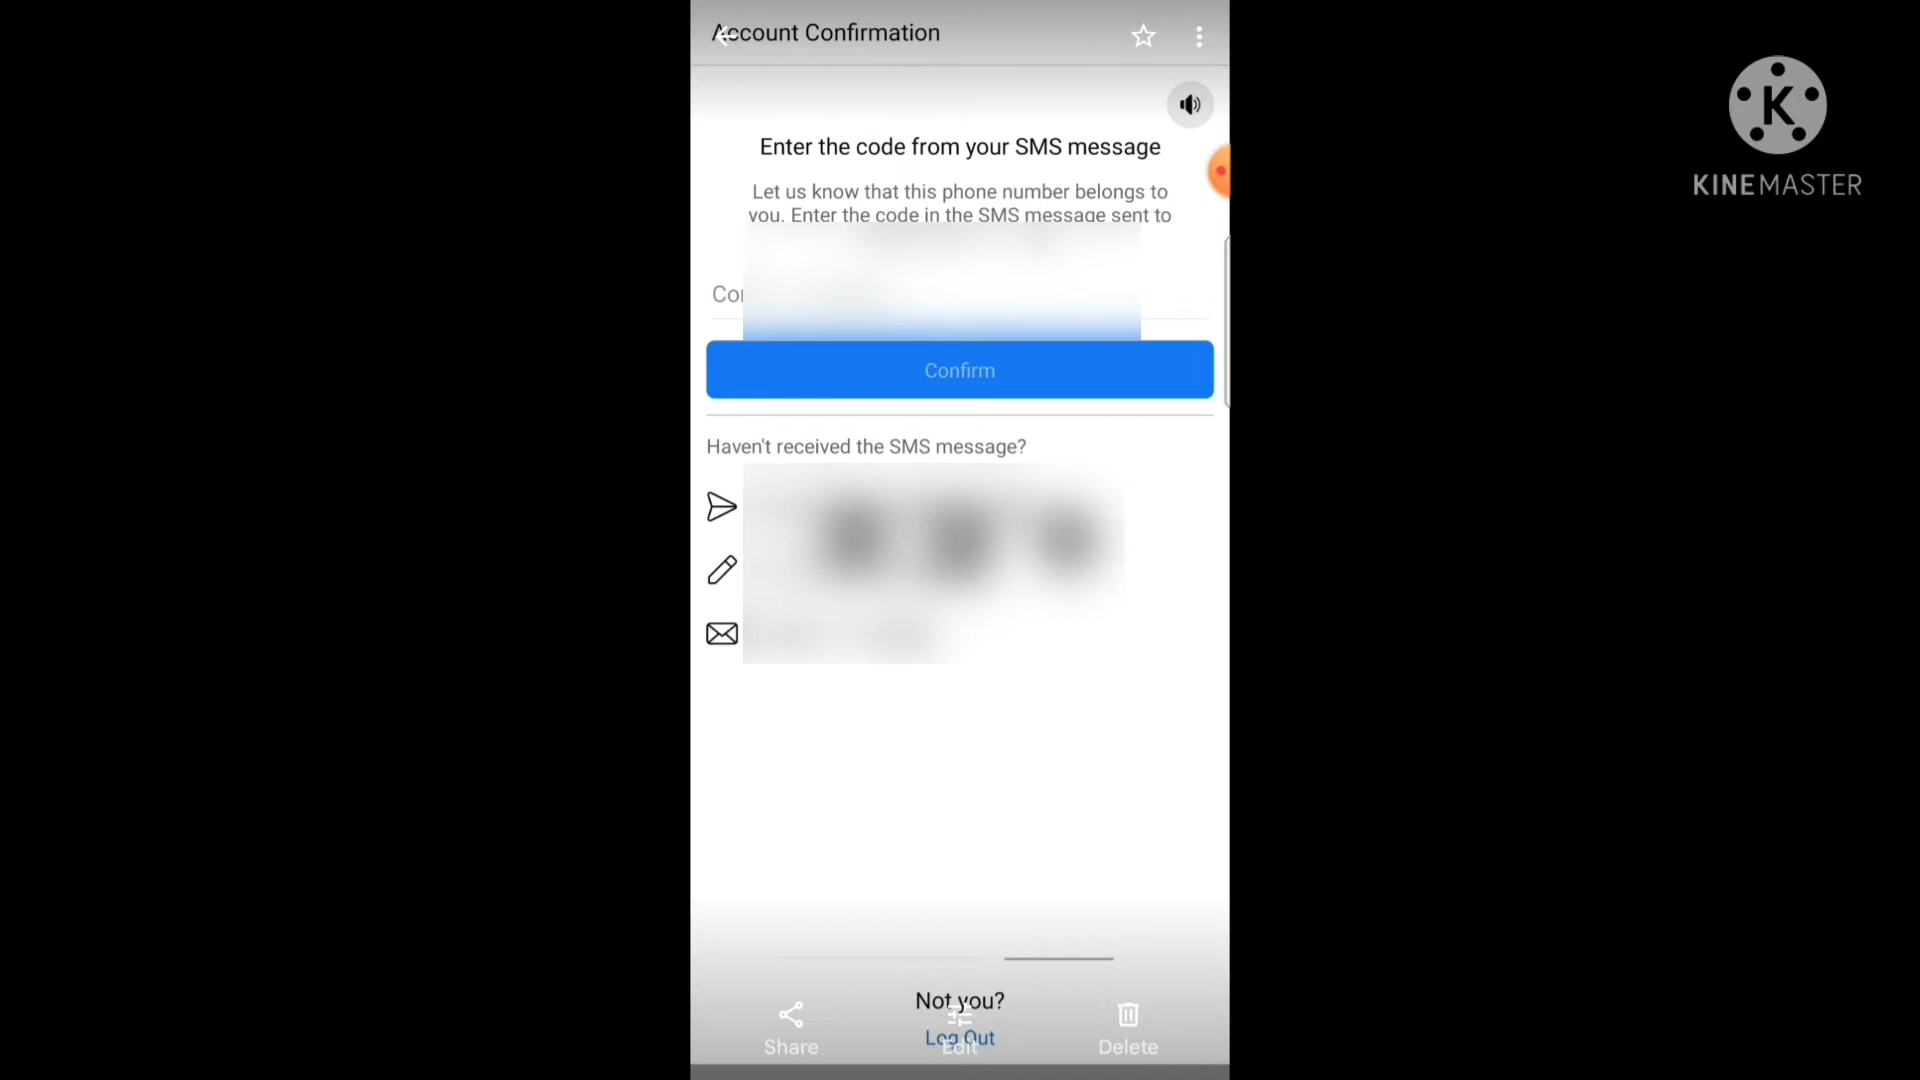 Account Confirmation
K
KINEMASTER
Enter the code from your SMS message
Let us know that this phone number belongs to
you. Enter the code in the SMS message sent to
Confirm
Haven't received the SMS message?
Not you?
Log Out
Share
Edit
Delete